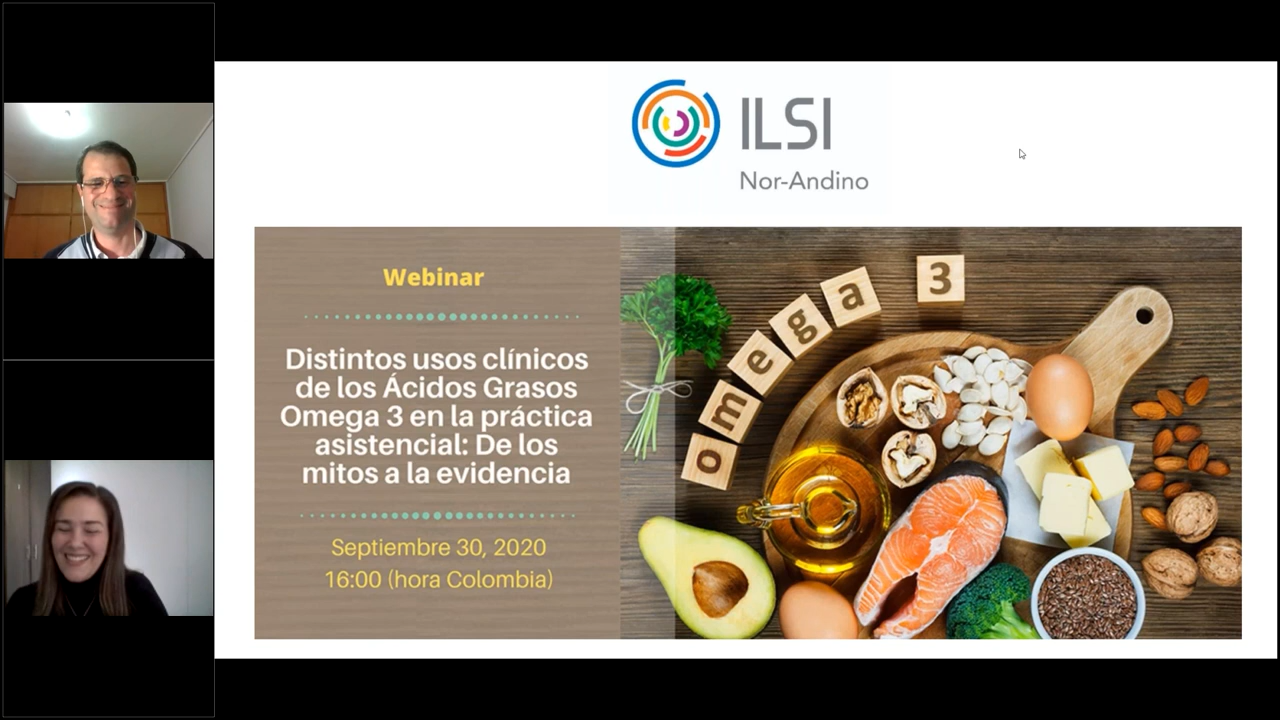 ILSI
Nor-Andino
Webinar
Distintos usos clínicos
de los Ácidos Grasos
Omega 3 en la práctica
asistencial: De los
mitos a la evidencia
Septiembre 30, 2020
16:00 (hora Colombia)
omega 3